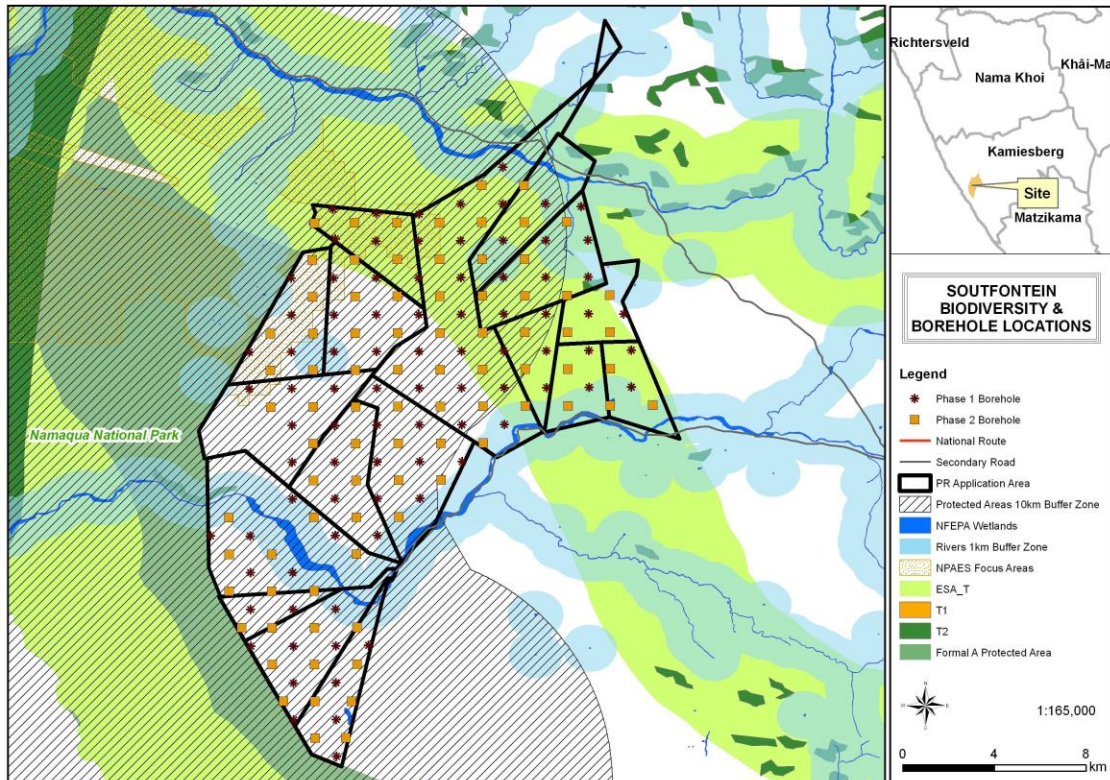 Namaqua National Park
Richtersveld
Nama Khoi
Khâi-Ma
Kamiesberg
Site
Matzikama
SOUTFONTEIN
BIODIVERSITY &
BOREHOLE LOCATIONS
Legend
Phase 1 Borehole
Phase 2 Borehole
National Route
Secondary Road
PR Application Area
Protected Areas 10km Buffer Zone
NFEPA Wetlands
Rivers 1km Buffer Zone
NPAES Focus Areas
ESA_T
T1
T2
Formal A Protected Area
N
W E
S
1:165,000
0 4 8
km